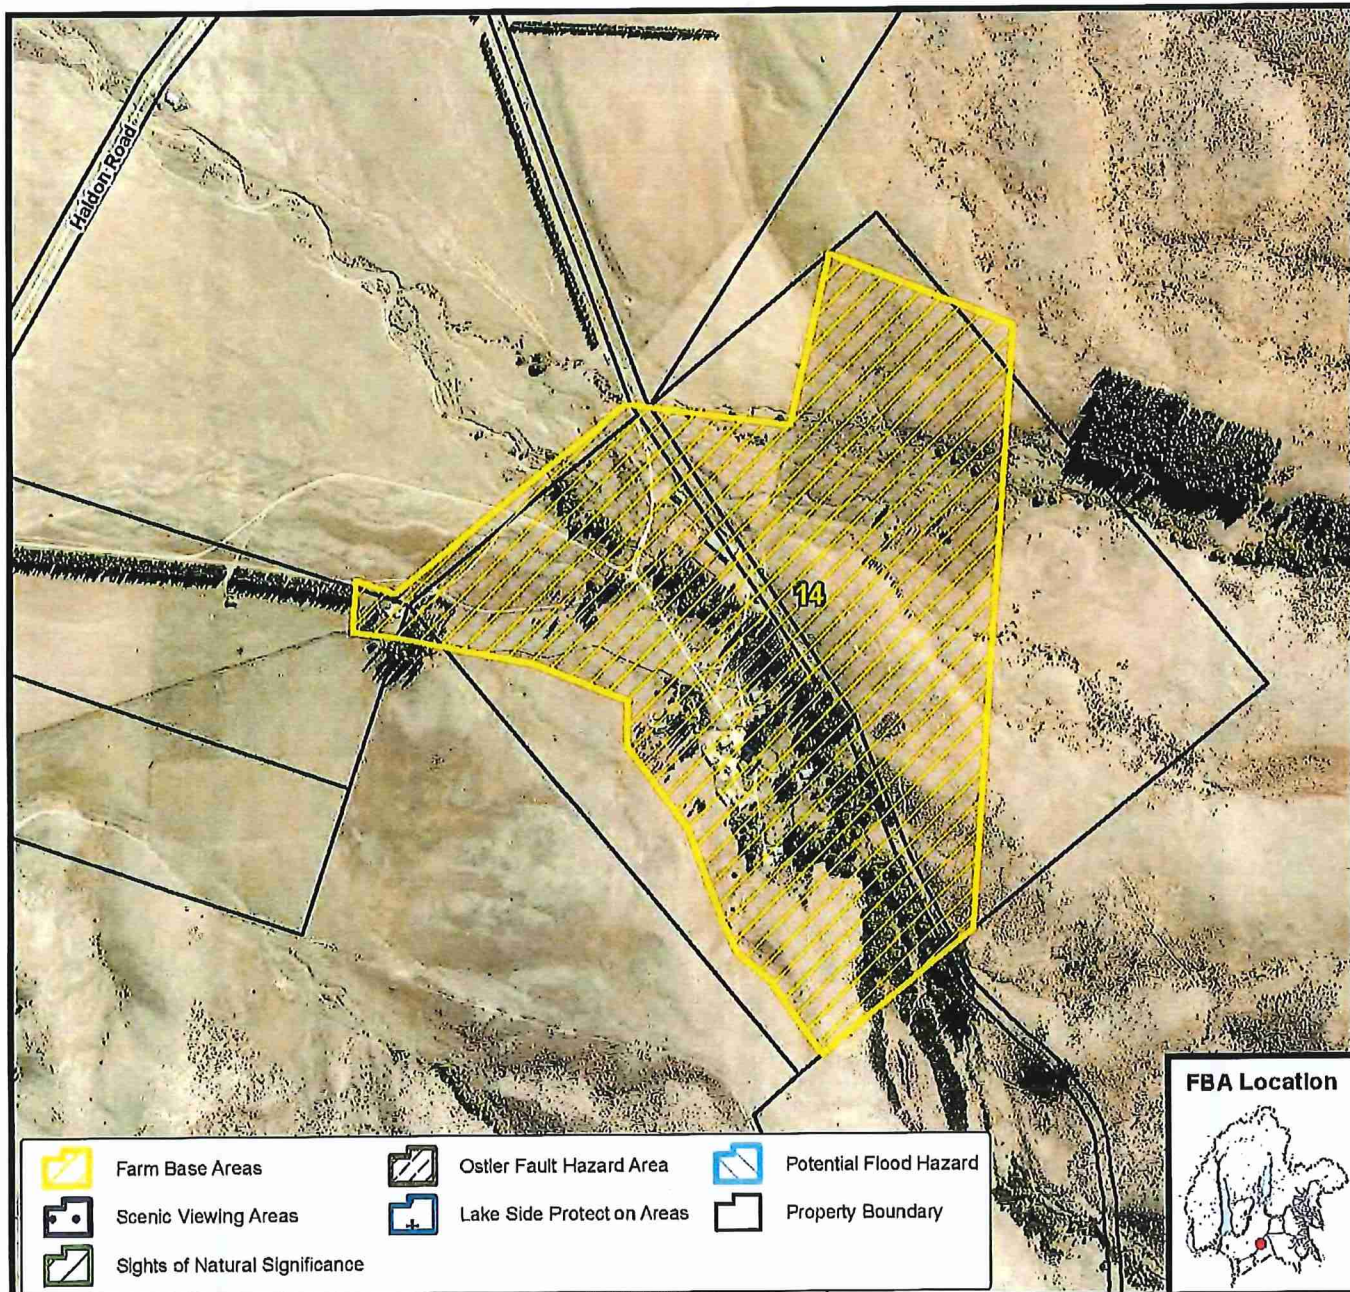 Haldon Road
14
FBA Location
Farm Base Areas
Ostler Fault Hazard Area
Potential Flood Hazard
Scenic Viewing Areas
Lake Side Protect on Areas
Property Boundary
Sights of Natural Significance